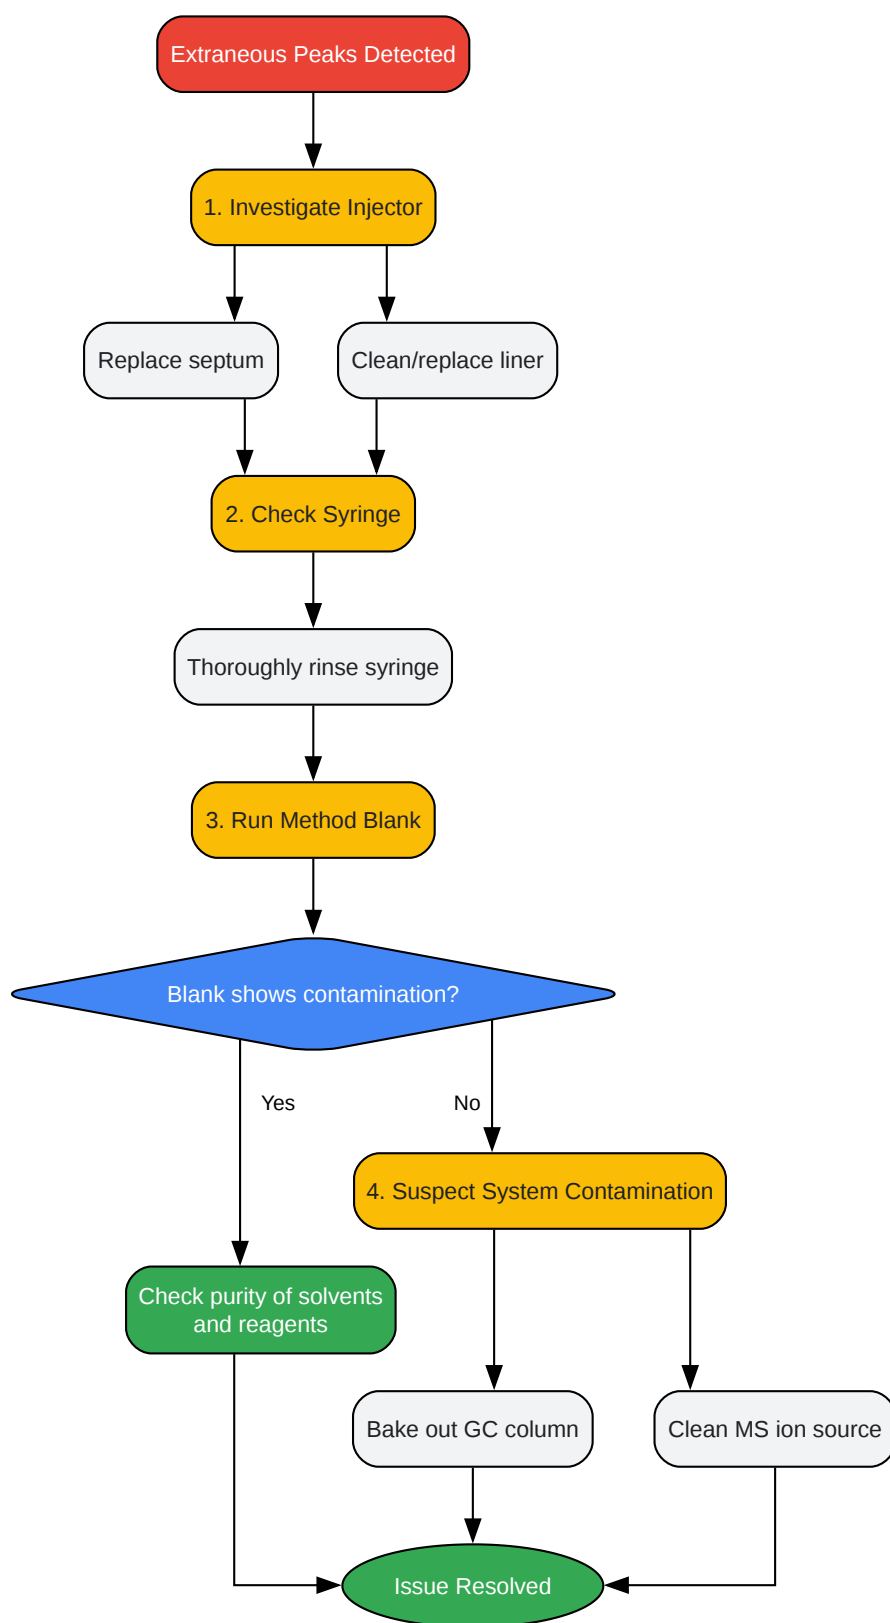 Extraneous Peaks Detected
1. Investigate Injector
Replace septum
Clean/replace liner
2. Check Syringe
Thoroughly rinse syringe
3. Run Method Blank
Blank shows contamination?
Yes
No
4. Suspect System Contamination
Check purity of solvents
and reagents
Bake out GC column
Clean MS ion source
Issue Resolved